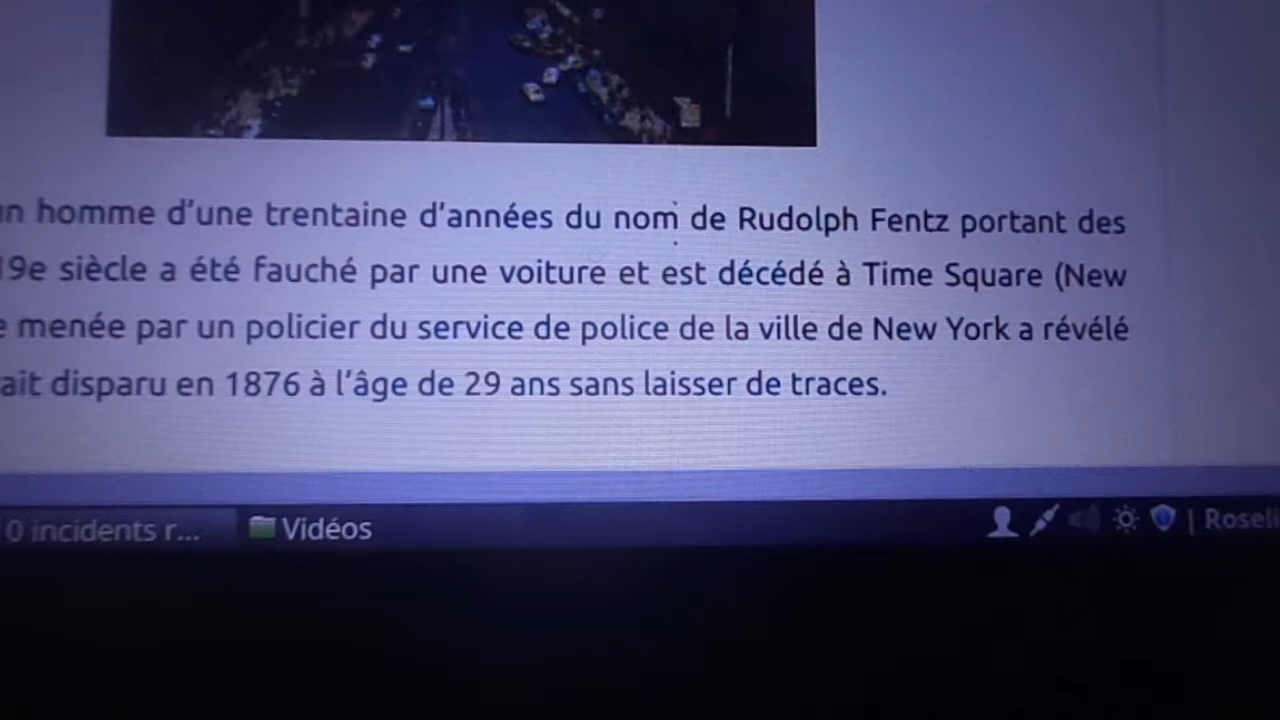 un homme d'une trentaine d'années du nom de Rudolph Fentz portant des
19e siècle a été fauché par une voiture et est décédé à Time Square (New
menée par un policier du service de police de la ville de New York a révélé
ait disparu en 1876 à l'âge de 29 ans sans laisser de traces.
0 incidents r... Vidéos | Roseli